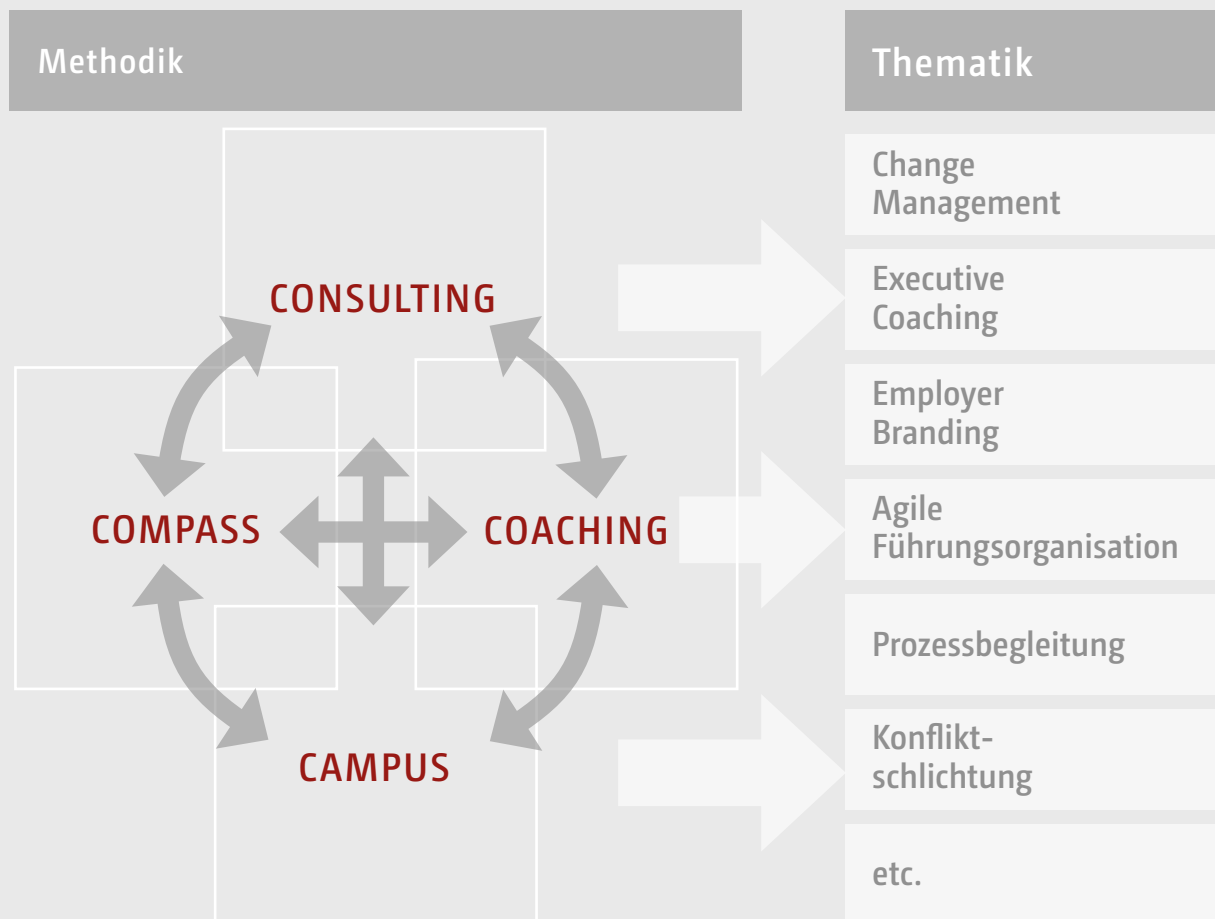 Methodik
CONSULTING
COMPASS
COACHING
CAMPUS
Thematik
Change
Management
Executive
Coaching
Employer
Branding
Agile
Führungsorganisation
Prozessbegleitung
Konflikt-
schlichtung
etc.